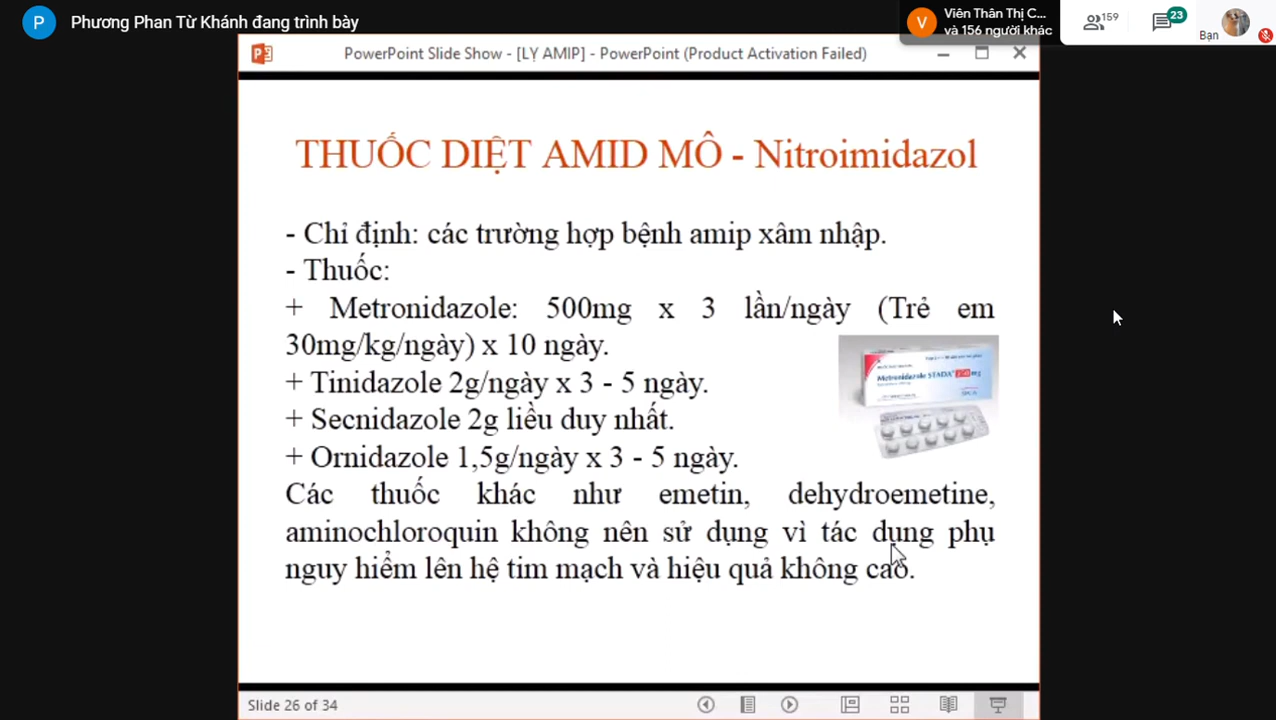 P Phương Phan Từ Khánh đang trình bày
V Viên Thân Thị C...
và 156 người khác
159
23
Bạn
PowerPoint Slide Show - [LỴ AMIP] - PowerPoint (Product Activation Failed)
THUỐC DIỆT AMID MÔ - Nitroimidazol
- Chỉ định: các trường hợp bệnh amip xâm nhập.
- Thuốc:
+ Metronidazole: 500mg x 3 lần/ngày (Trẻ em
30mg/kg/ngày) x 10 ngày.
+ Tinidazole 2g/ngày x 3 - 5 ngày.
+ Secnidazole 2g liều duy nhất.
+ Ornidazole 1,5g/ngày x 3 - 5 ngày.
Metronidazole STADA 250 mg
Các thuốc khác như emetin, dehydroemetine,
aminochloroquin không nên sử dụng vì tác dụng phụ
nguy hiểm lên hệ tim mạch và hiệu quả không cao.
Slide 26 of 34